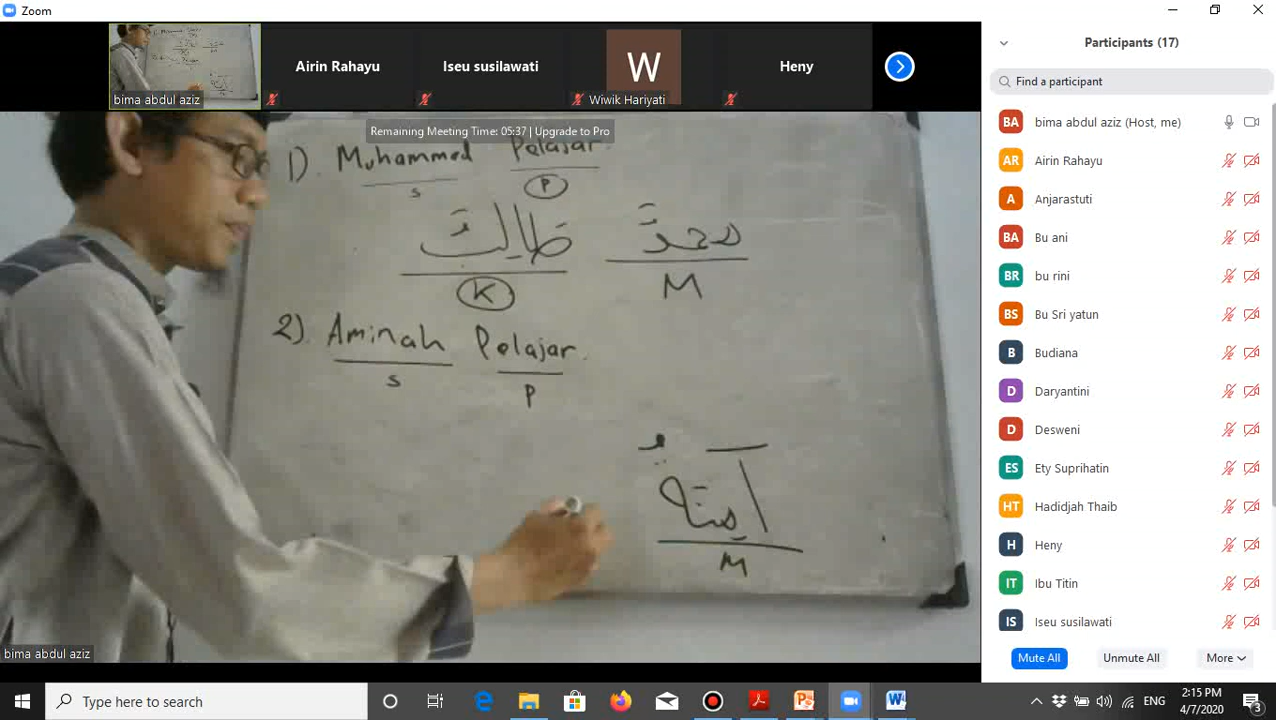 Zoom
Airin Rahayu
Iseu susilawati
W
Heny
bima abdul aziz
Wiwik Hariyati
Remaining Meeting Time: 05:37 | Upgrade to Pro
1). Muhammad Pelajar.
S P
K M
2). Aminah Pelajar.
S P
M
bima abdul aziz
Participants (17)
Find a participant
BA bima abdul aziz (Host, me)
AR Airin Rahayu
A Anjarastuti
BA Bu ani
BR bu rini
BS Bu Sri yatun
B Budiana
D Daryantini
D Desweni
ES Ety Suprihatin
HT Hadidjah Thaib
H Heny
IT Ibu Titin
IS Iseu susilawati
Mute All Unmute All More
Type here to search
ENG
2:15 PM
4/7/2020
3